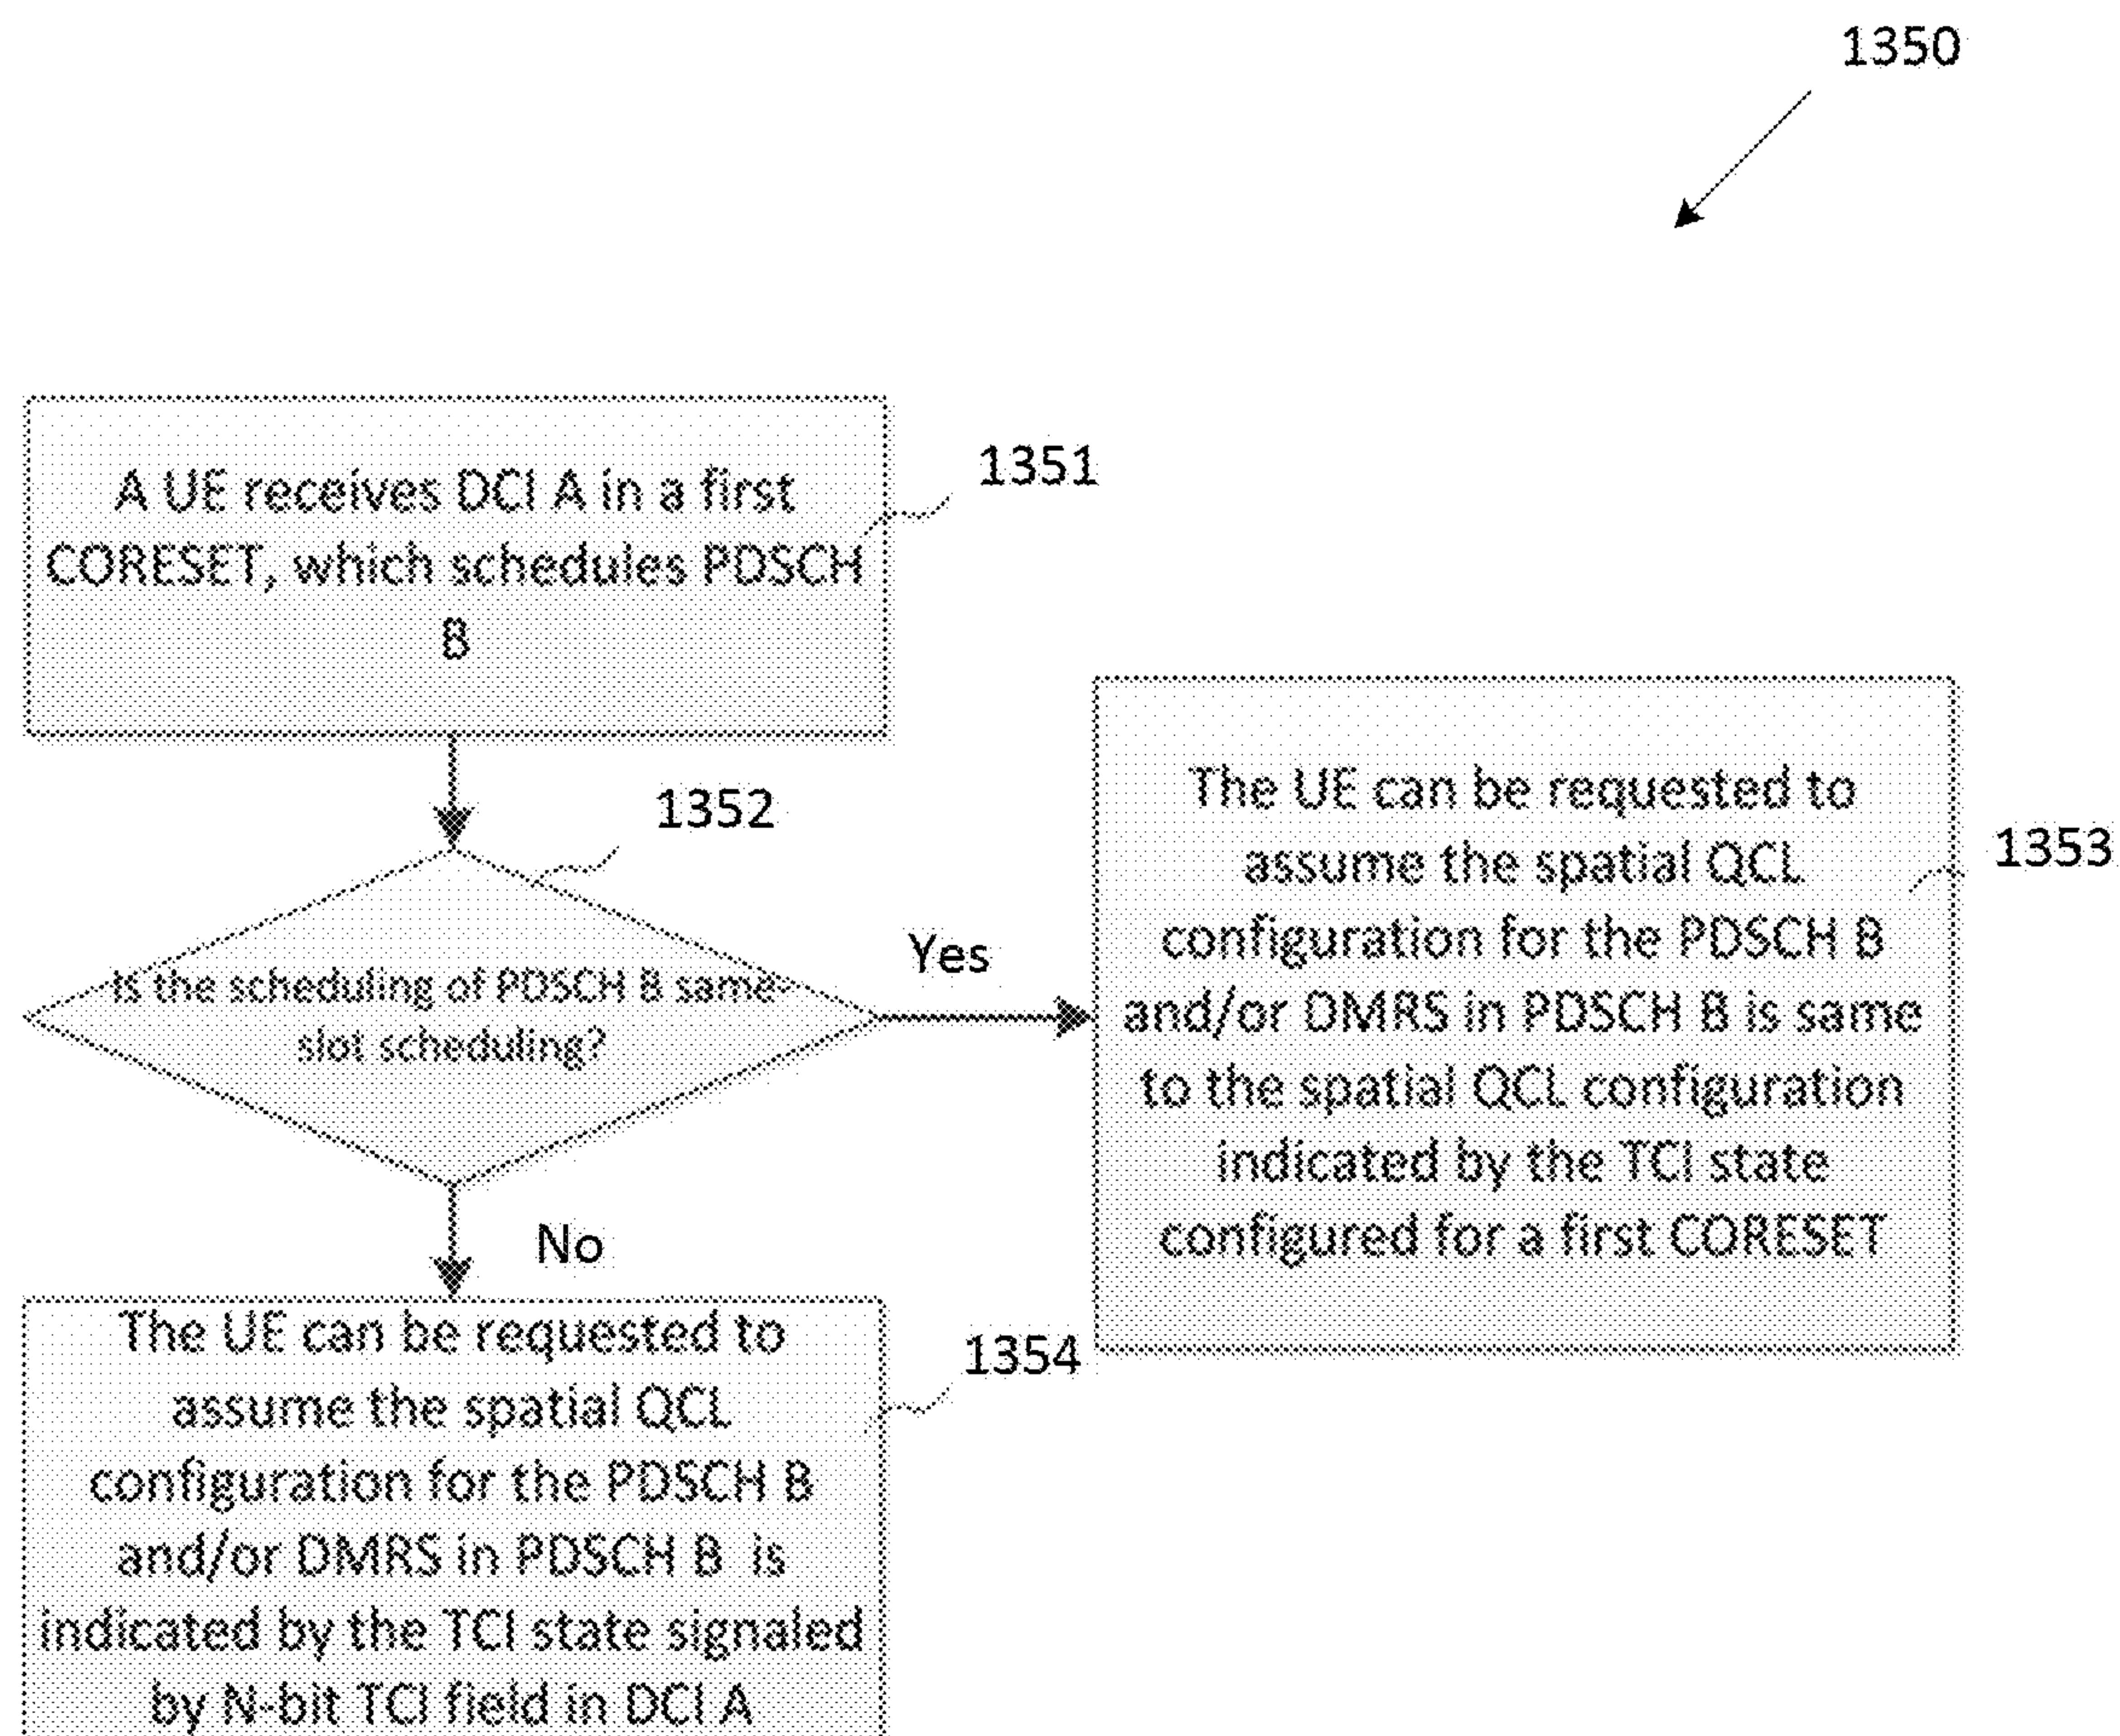 1350
A UE receives DCI A in a first
CORESET, which schedules PDSCH
B
1351
1352
Is the scheduling of PDSCH B same-
slot scheduling?
Yes
The UE can be requested to
assume the spatial QCL
configuration for the PDSCH B
and/or DMRS in PDSCH B is same
to the spatial QCL configuration
indicated by the TCI state
configured for a first CORESET
1353
No
The UE can be requested to
assume the spatial QCL
configuration for the PDSCH B
and/or DMRS in PDSCH B is
indicated by the TCI state signaled
by N-bit TCI field in DCI A
1354